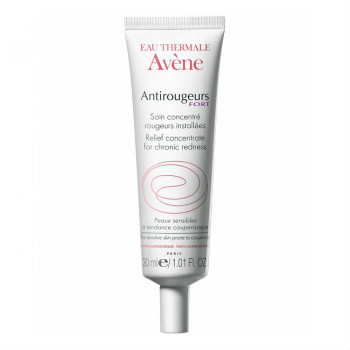 EAU THERMALE
Avène
Antirougeurs
FORT
Soin concentré
rougeurs installées
Relief concentrate
for chronic redness
Peaux sensibles
à tendance couperosique
For sensitive skin prone to couperose
PARIS
30 ml e / 1.01 FL. OZ.